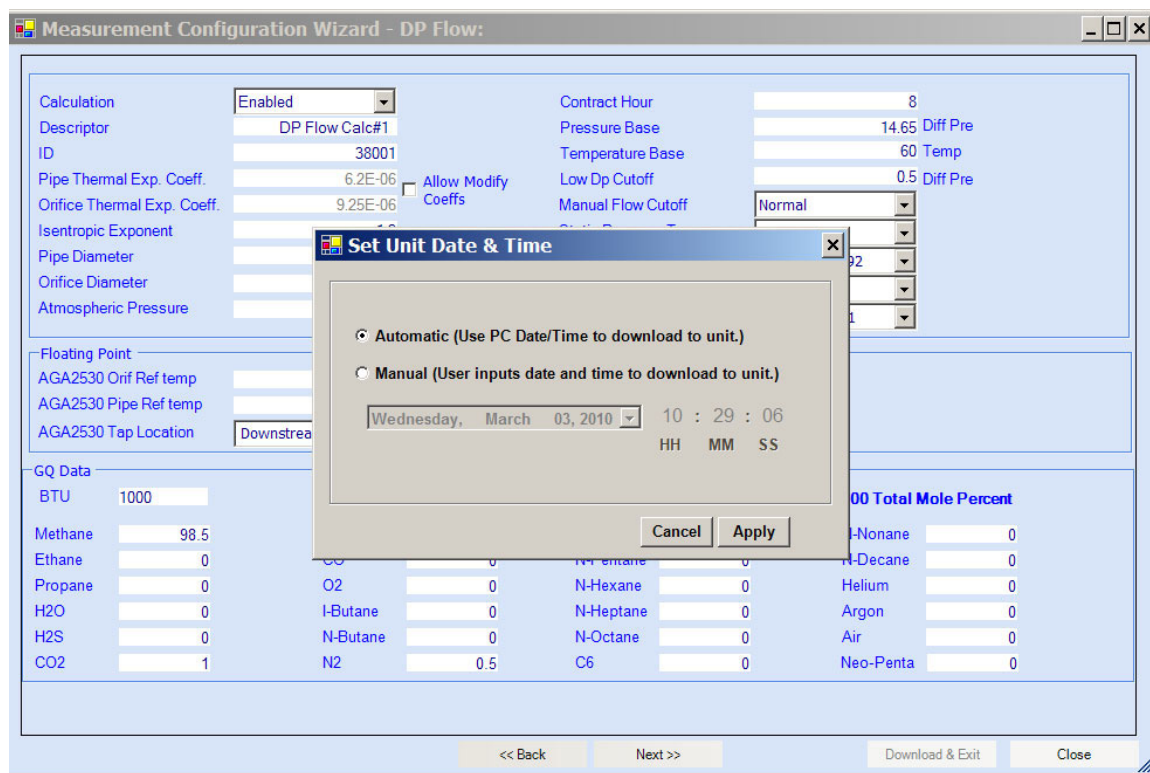 Measurement Configuration Wizard - DP Flow:
Calculation Enabled Contract Hour 8
Descriptor DP Flow Calc#1 Pressure Base 14.65 Diff Pre
ID 38001 Temperature Base 60 Temp
Pipe Thermal Exp. Coeff. 6.2E-06 Allow Modify Coeffs Low Dp Cutoff 0.5 Diff Pre
Orifice Thermal Exp. Coeff. 9.25E-06 Manual Flow Cutoff Normal
Isentropic Exponent
Pipe Diameter 92
Orifice Diameter
Atmospheric Pressure 1
Set Unit Date & Time
Automatic (Use PC Date/Time to download to unit.)
Manual (User inputs date and time to download to unit.)
Wednesday, March 03, 2010 10 : 29 : 06
HH MM SS
Cancel Apply
Floating Point
AGA2530 Orif Ref temp
AGA2530 Pipe Ref temp
AGA2530 Tap Location Downstrea
GQ Data
BTU 1000 00 Total Mole Percent
Methane 98.5 N-Nonane 0
Ethane 0 CO 0 N-Pentane 0 N-Decane 0
Propane 0 O2 0 N-Hexane 0 Helium 0
H2O 0 I-Butane 0 N-Heptane 0 Argon 0
H2S 0 N-Butane 0 N-Octane 0 Air 0
CO2 1 N2 0.5 C6 0 Neo-Penta 0
<< Back Next >> Download & Exit Close